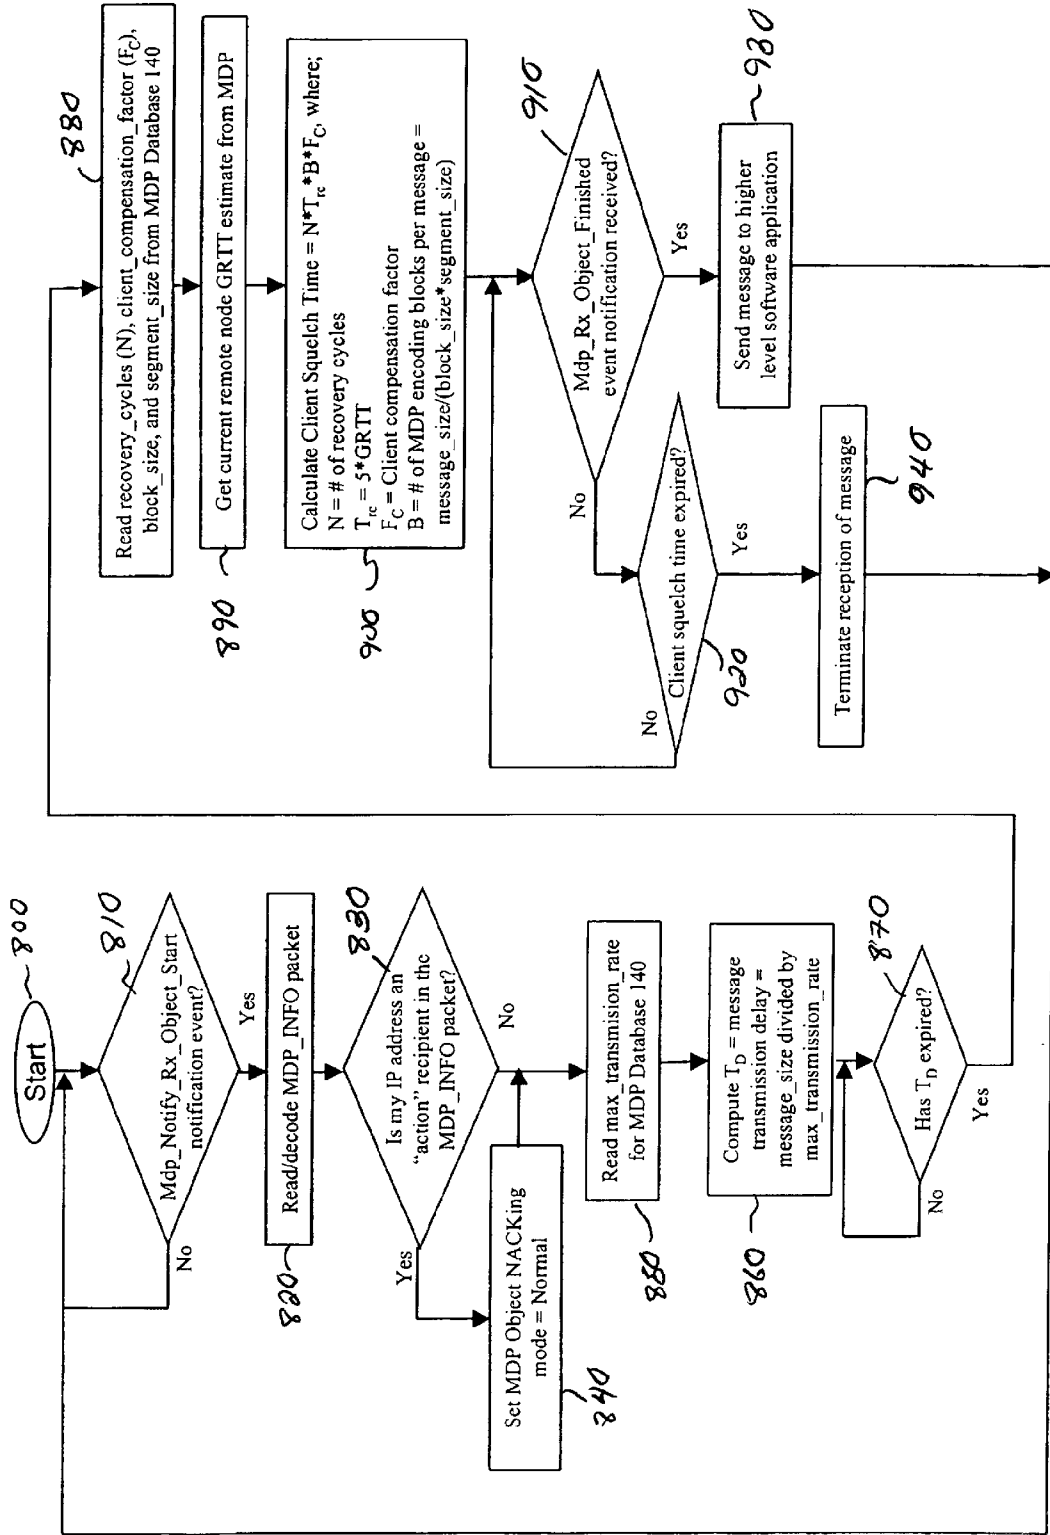 Start
800
Mdp_Notify_Rx_Object_Start
notification event?
810
No
Yes
Read/decode MDP_INFO packet
820
Is my IP address an
“action” recipient in the
MDP_INFO packet?
830
Yes
No
Set MDP Object NACKing
mode = Normal
840
Read max_transmision_rate
for MDP Database 140
850
Compute T_D = message
transmission delay =
message_size divided by
max_transmission_rate
860
Has T_D expired?
870
No
Yes
Read recovery_cycles (N), client_compensation_factor (F_C),
block_size, and segment_size from MDP Database 140
880
Get current remote node GRTT estimate from MDP
890
Calculate Client Squelch Time = N*T_rc*B*F_C, where;
N = # of recovery cycles
T_rc = 5*GRTT
F_C = Client compensation factor
B = # of MDP encoding blocks per message =
message_size/(block_size*segment_size)
900
Mdp_Rx_Object_Finished
event notification received?
910
No
Yes
Client squelch time expired?
920
No
Yes
Send message to higher
level software application
930
Terminate reception of message
940